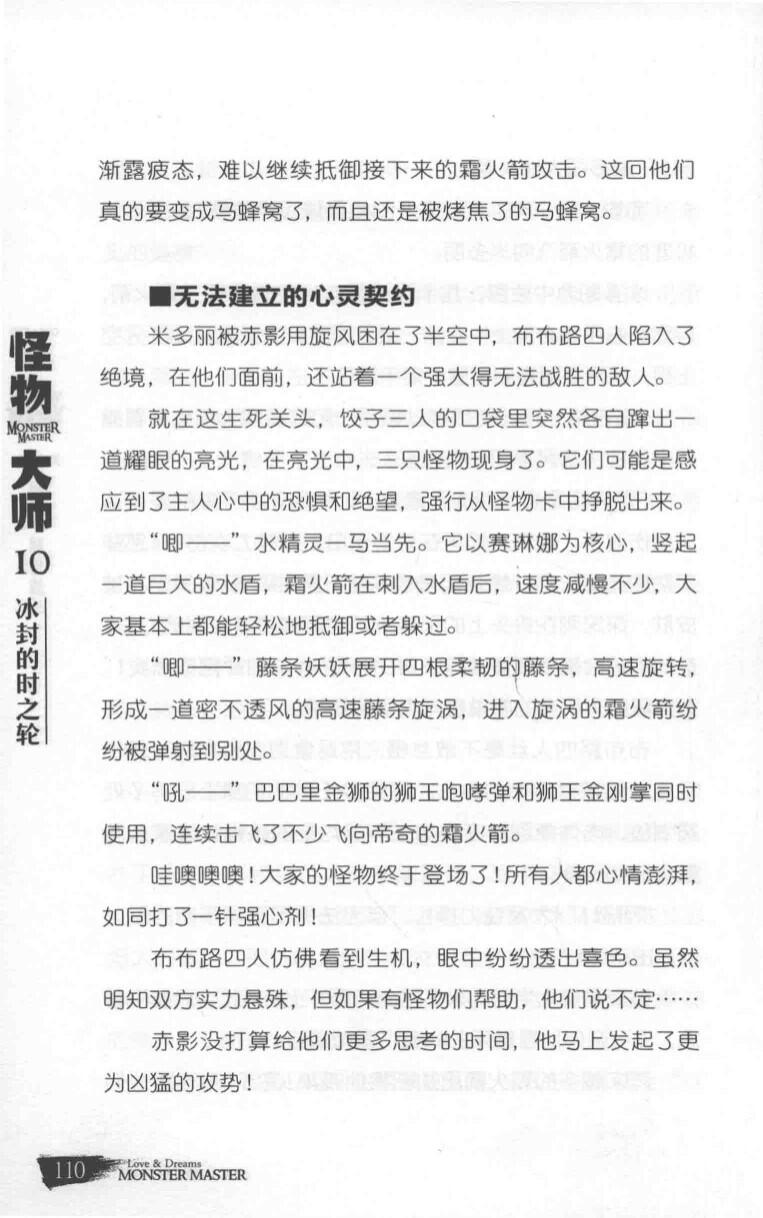 渐露疲态，难以继续抵御接下来的霜火箭攻击。这回他们
真的要变成马蜂窝了，而且还是被烤焦了的马蜂窝。
■无法建立的心灵契约
米多丽被赤影用旋风困在了半空中，布布路四人陷入了
绝境，在他们面前，还站着一个强大得无法战胜的敌人。
就在这生死关头，饺子三人的口袋里突然各自蹿出一
道耀眼的亮光，在亮光中，三只怪物现身了。它们可能是感
应到了主人心中的恐惧和绝望，强行从怪物卡中挣脱出来。
“唧——”水精灵一马当先。它以赛琳娜为核心，竖起
一道巨大的水盾，霜火箭在刺入水盾后，速度减慢不少，大
家基本上都能轻松地抵御或者躲过。
“唧——”藤条妖妖展开四根柔韧的藤条，高速旋转，
形成一道密不透风的高速藤条旋涡，进入旋涡的霜火箭纷
纷被弹射到别处。
“吼——”巴巴里金狮的狮王咆哮弹和狮王金刚掌同时
使用，连续击飞了不少飞向帝奇的霜火箭。
哇噢噢噢！大家的怪物终于登场了！所有人都心情澎湃，
如同打了一针强心剂！
布布路四人仿佛看到生机，眼中纷纷透出喜色。虽然
明知双方实力悬殊，但如果有怪物们帮助，他们说不定……
赤影没打算给他们更多思考的时间，他马上发起了更
为凶猛的攻势！
怪物
MONSTER
MASTER
大师
10
冰封的时之轮
110
Love & Dreams
MONSTER MASTER